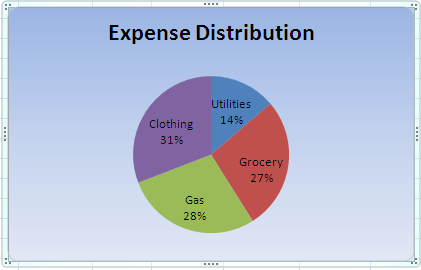 Expense Distribution
Utilities
14%
Clothing
31%
Grocery
27%
Gas
28%